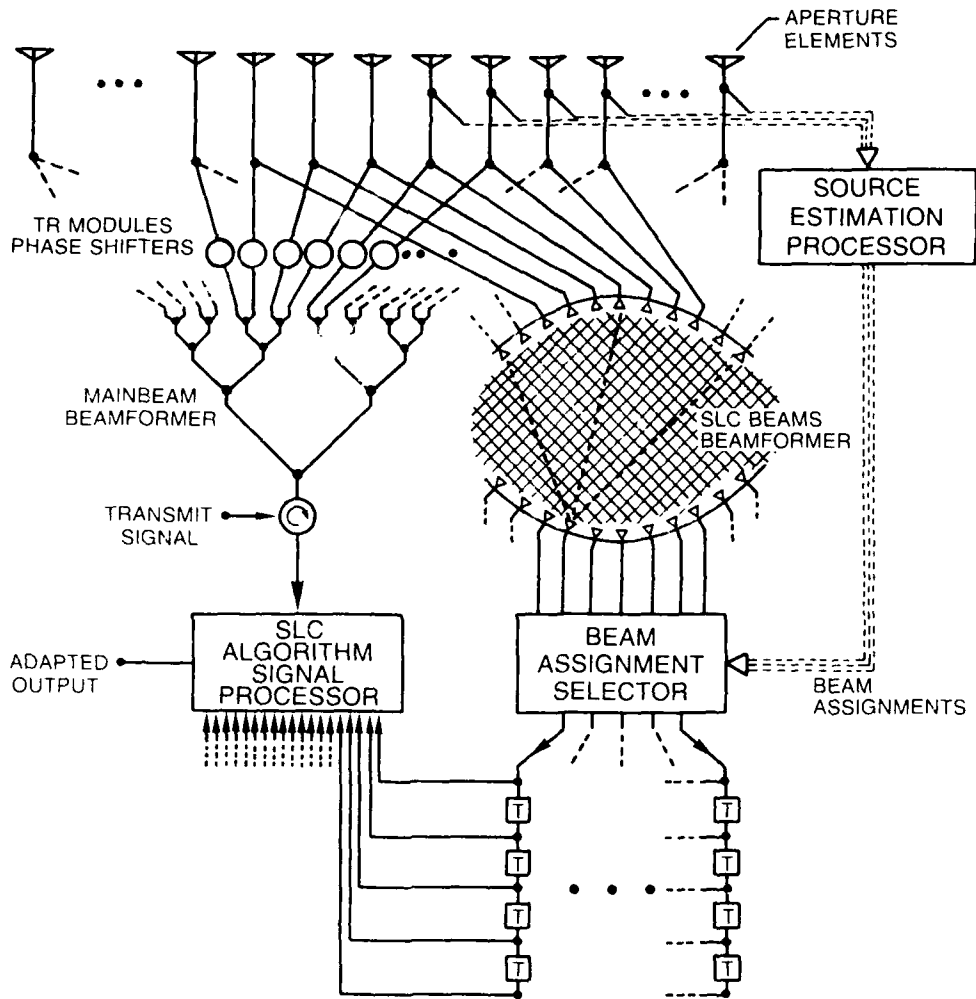 APERTURE
ELEMENTS
TR MODULES
PHASE SHIFTERS
SOURCE
ESTIMATION
PROCESSOR
MAINBEAM
BEAMFORMER
SLC BEAMS
BEAMFORMER
TRANSMIT
SIGNAL
SLC
ALGORITHM
SIGNAL
PROCESSOR
BEAM
ASSIGNMENT
SELECTOR
ADAPTED
OUTPUT
BEAM
ASSIGNMENTS
T
T
T
T
T
T
T
T